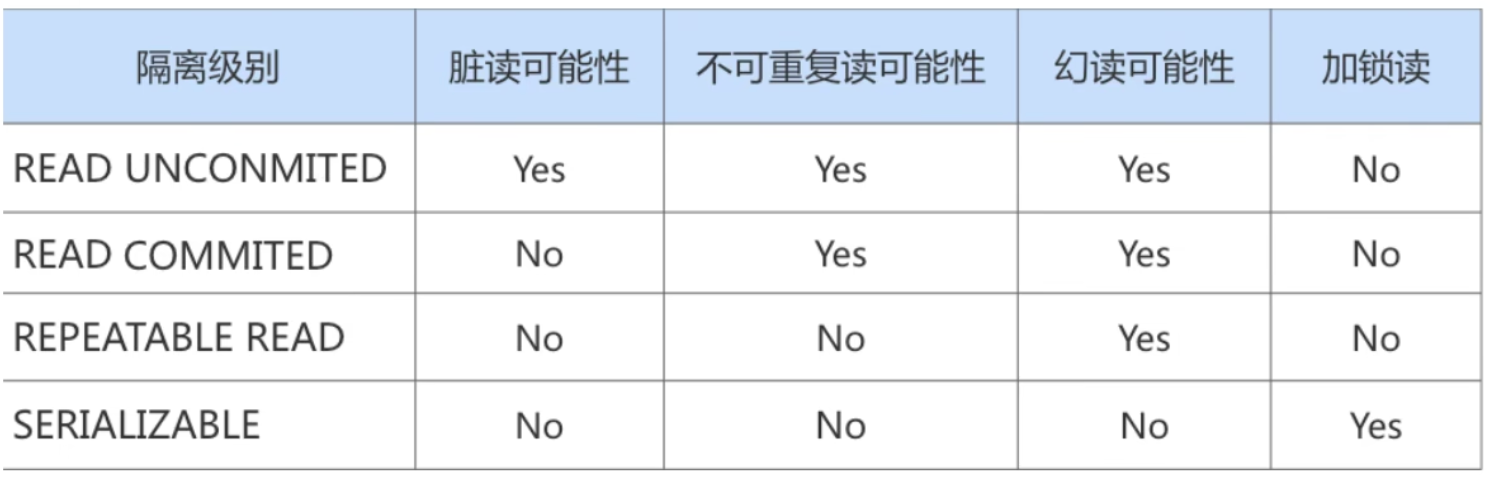 隔离级别 脏读可能性 不可重复读可能性 幻读可能性 加锁读
READ UNCONMITED Yes Yes Yes No
READ COMMITED No Yes Yes No
REPEATABLE READ No No Yes No
SERIALIZABLE No No No Yes